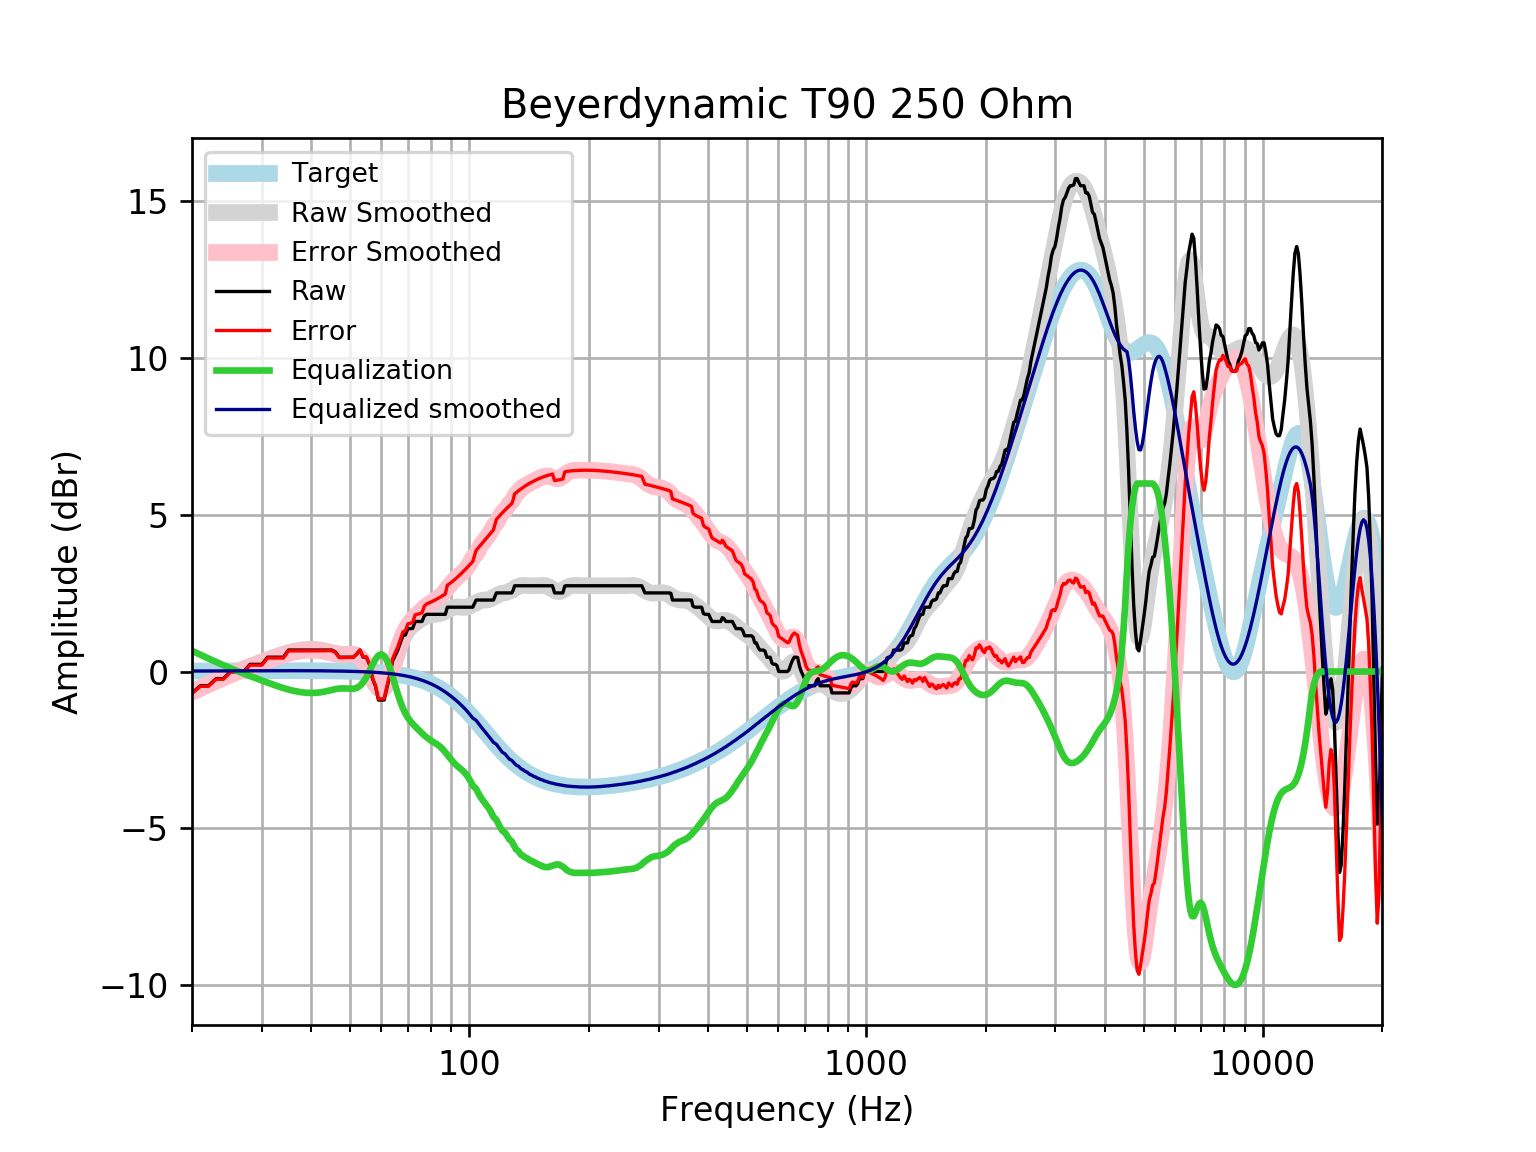 Beyerdynamic T90 250 Ohm
Target
Raw Smoothed
Error Smoothed
Raw
Error
Equalization
Equalized smoothed
15
10
5
0
−5
−10
Amplitude (dBr)
100 1000 10000
Frequency (Hz)